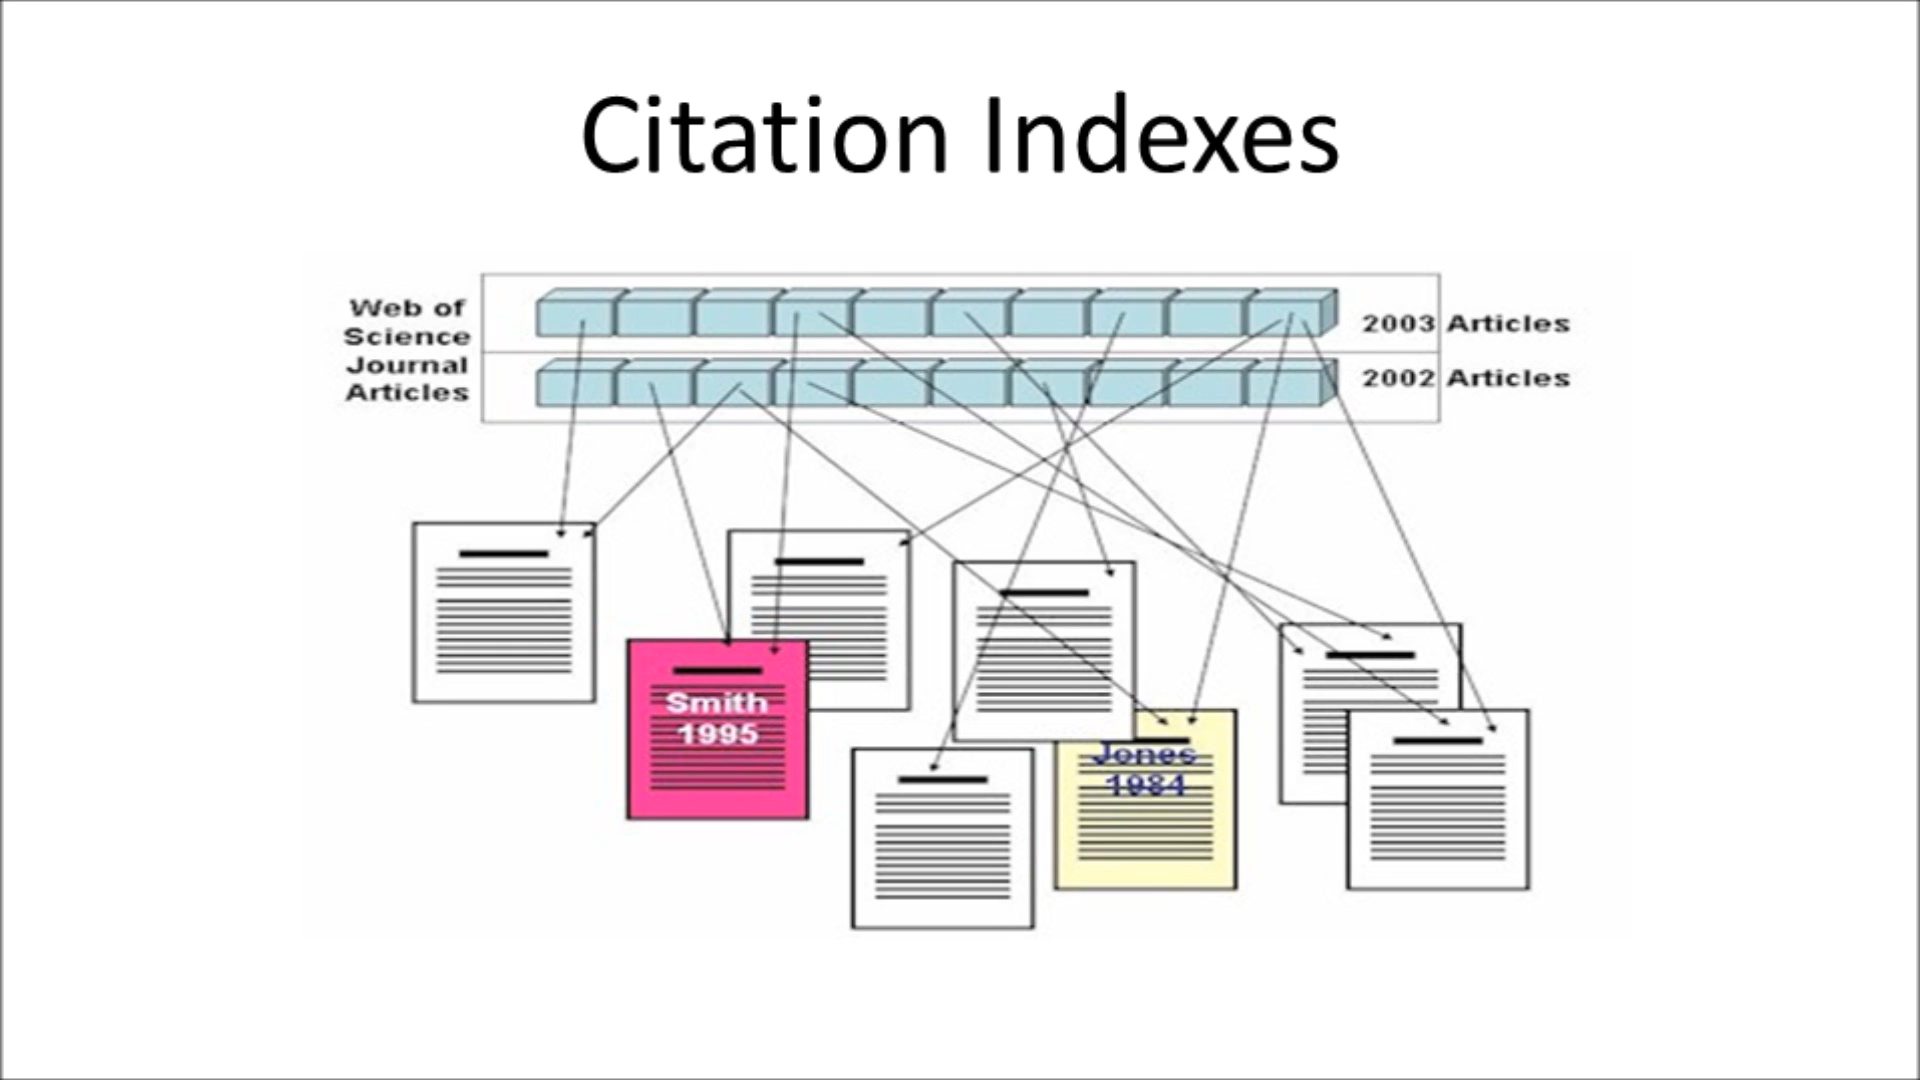 Citation Indexes
Web of
Science
Journal
Articles
2003 Articles
2002 Articles
Smith
1995
Jones
1984